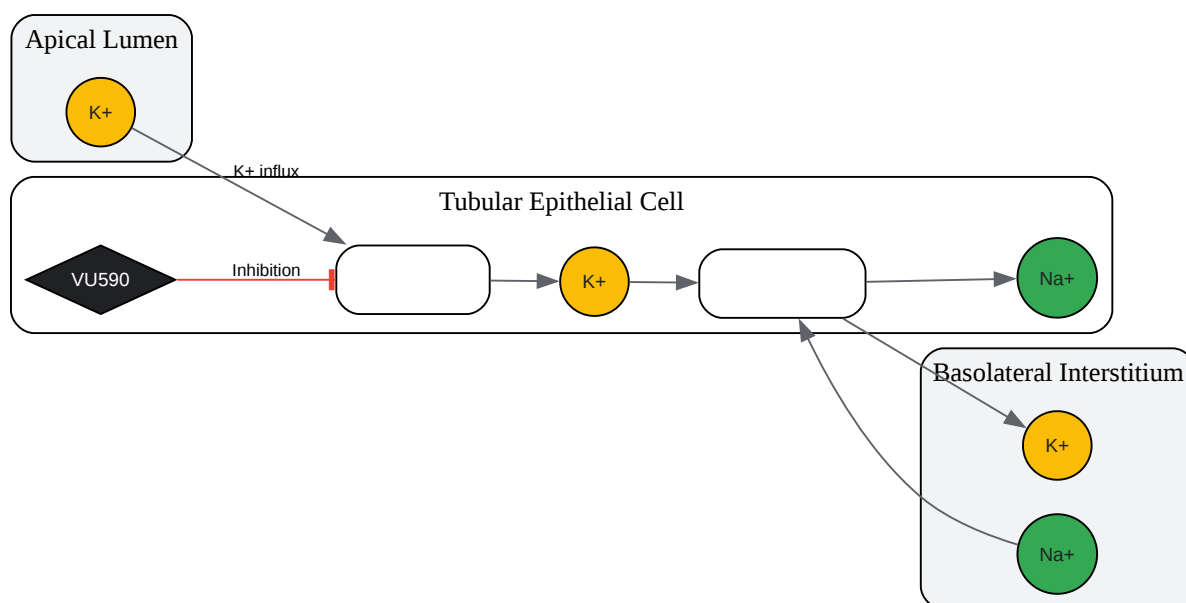 Apical Lumen
K+
K+ influx
Tubular Epithelial Cell
VU590
Inhibition
K+
Na+
Basolateral Interstitium
K+
Na+